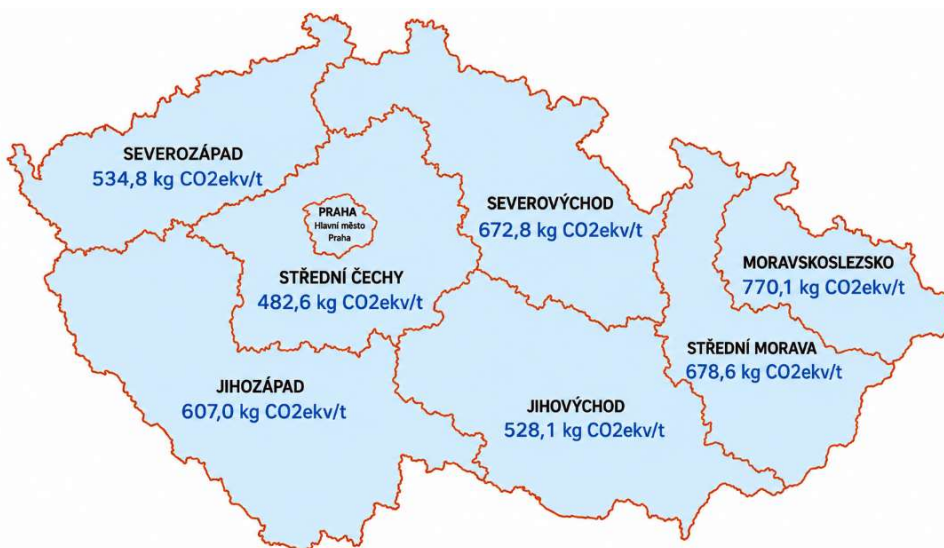 SEVEROZÁPAD
534,8 kg CO2ekv/t
PRAHA
Hlavní město
Praha
SEVEROVÝCHOD
672,8 kg CO2ekv/t
STŘEDNÍ ČECHY
482,6 kg CO2ekv/t
MORAVSKOSLEZSKO
770,1 kg CO2ekv/t
STŘEDNÍ MORAVA
678,6 kg CO2ekv/t
JIHOZÁPAD
607,0 kg CO2ekv/t
JIHOVÝCHOD
528,1 kg CO2ekv/t